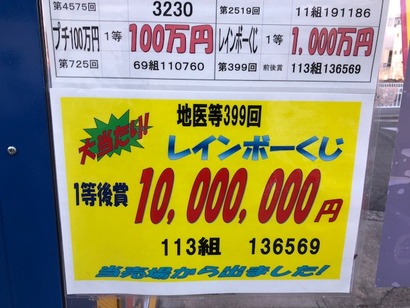 第4575回 3230 第2519回 11組191186
プチ100万円 1等 100万円 レインボーくじ 1等 1,000万円
第725回 69組110760 第399回 前後賞 113組136569
地医等399回
大当たい!
レインボーくじ
1等後賞 10,000,000円
113組 136569
当売場から出ました!